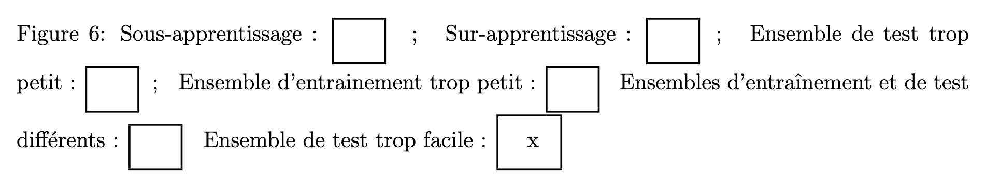 Figure 6: Sous-apprentissage : ; Sur-apprentissage : ; Ensemble de test trop
petit : ; Ensemble d'entrainement trop petit : Ensembles d'entraînement et de test
différents : Ensemble de test trop facile : x